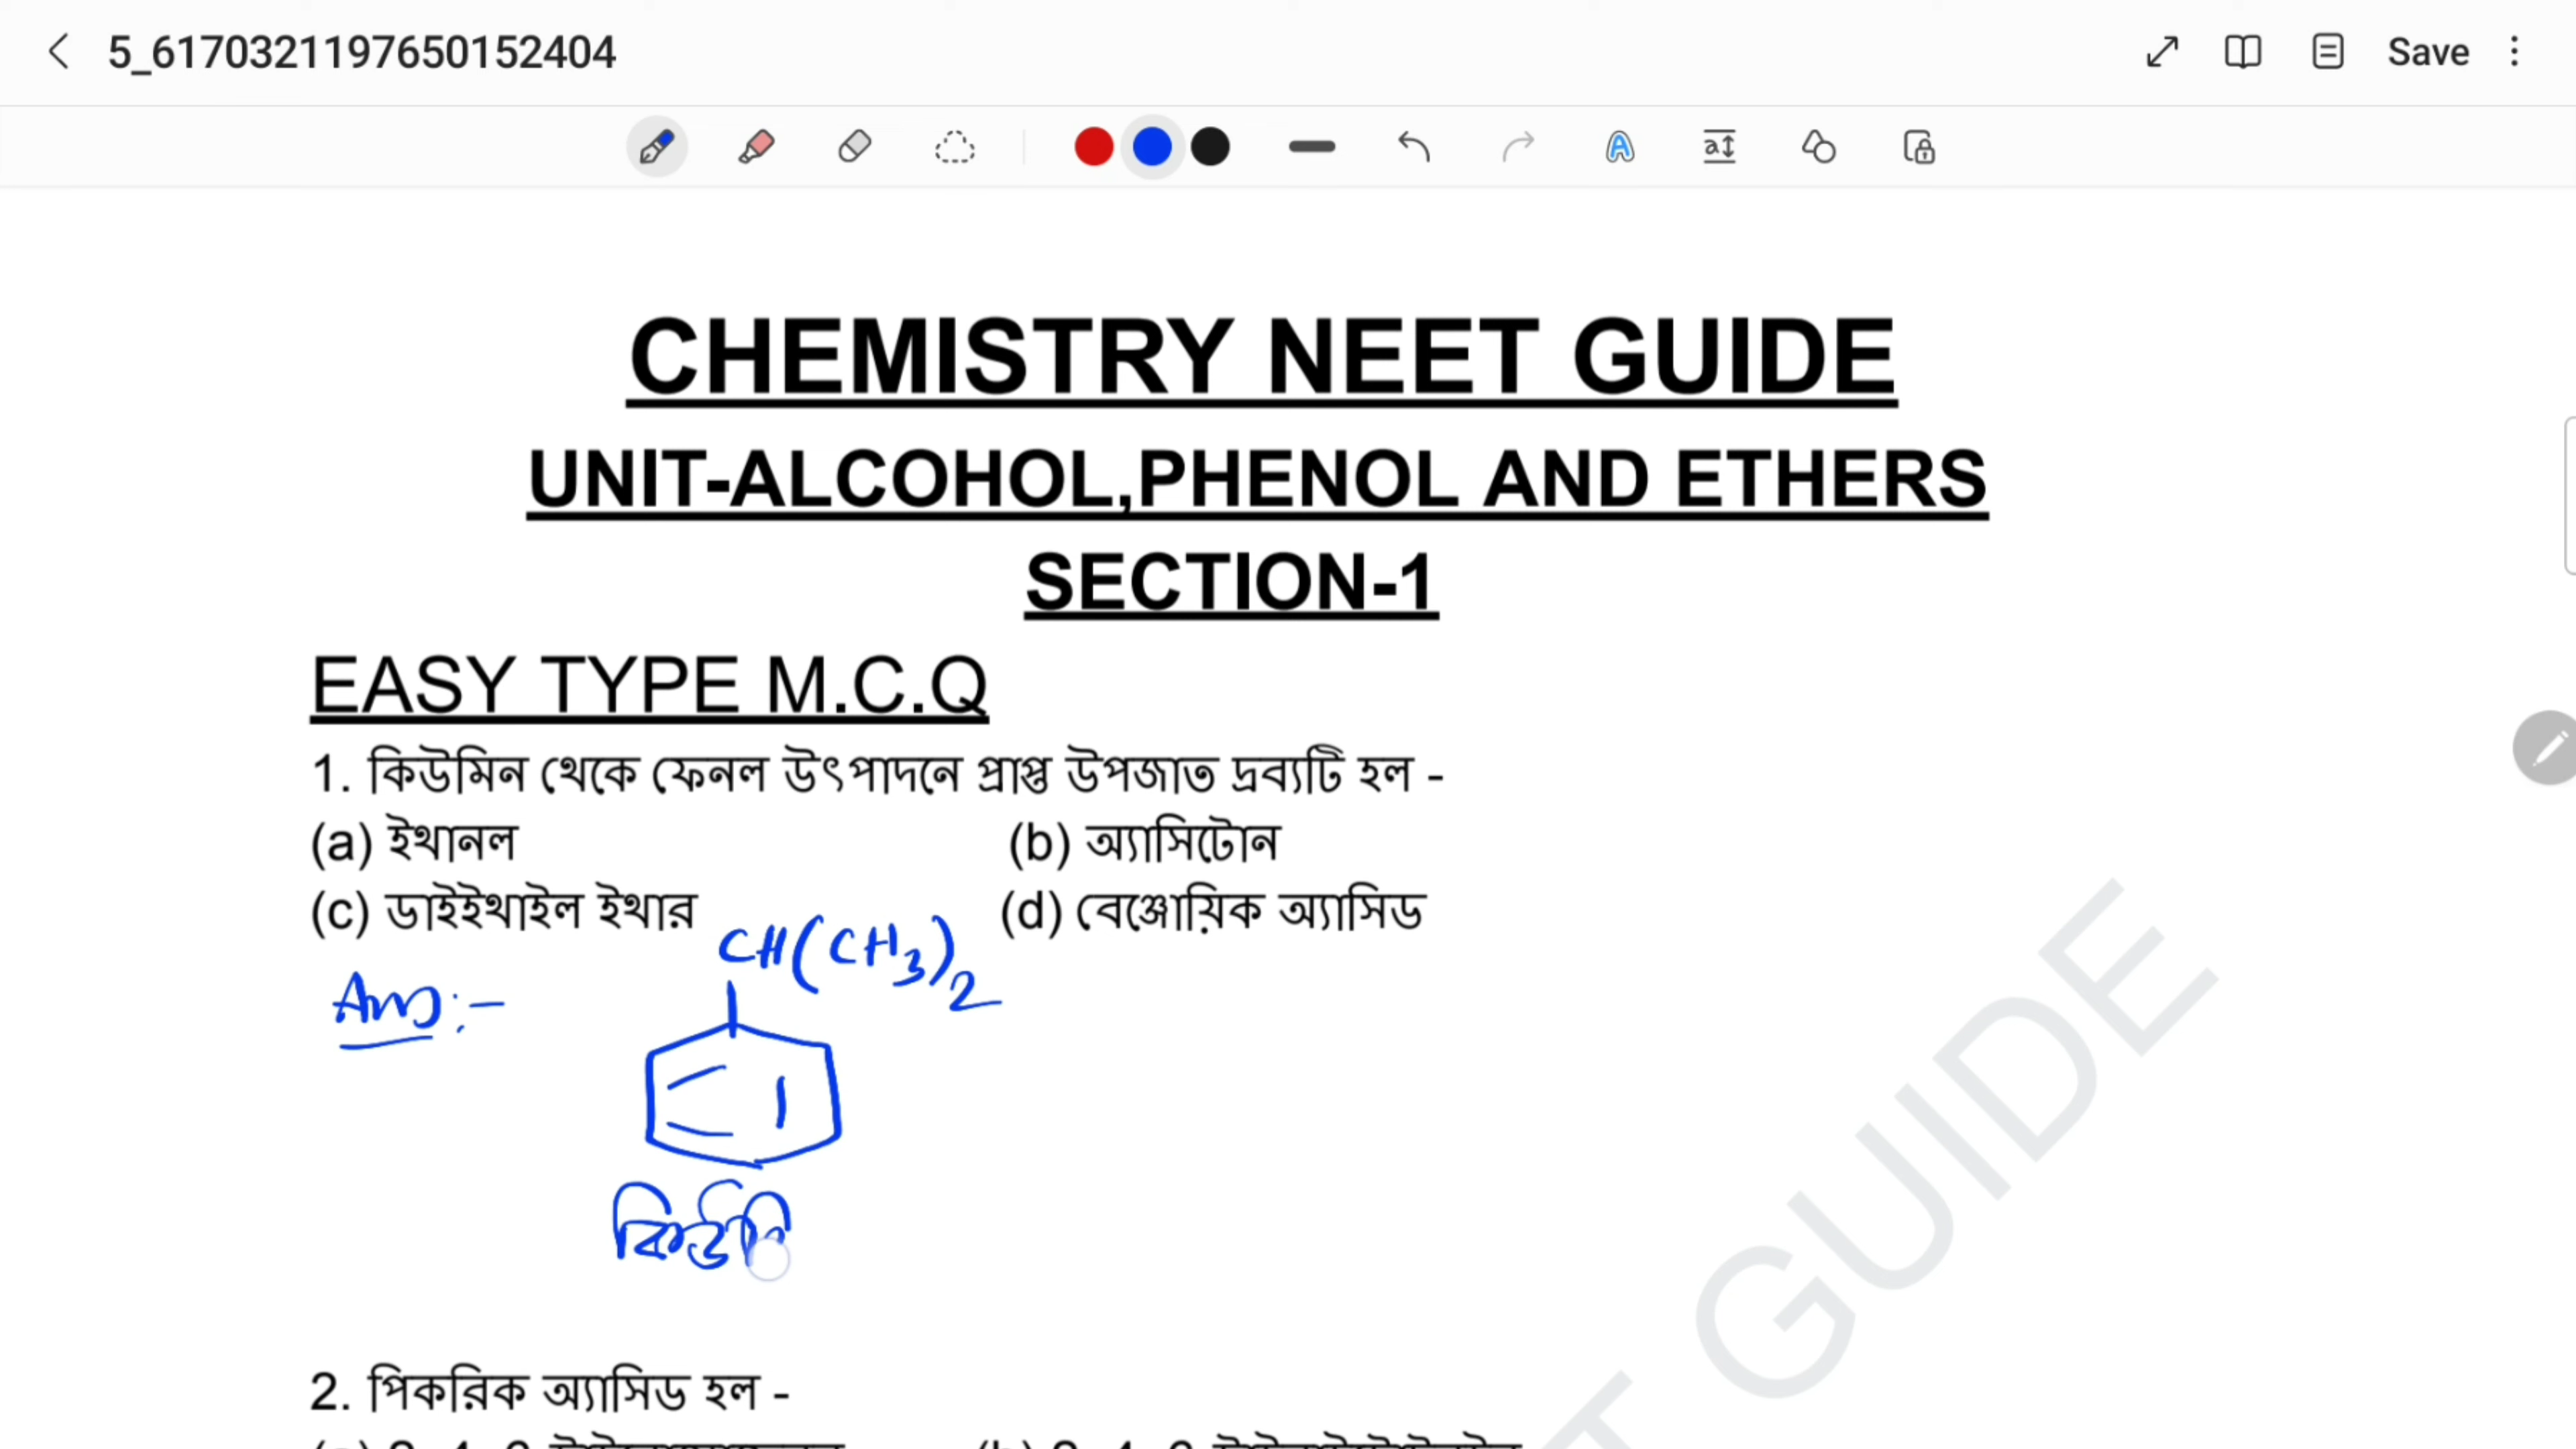 5_6170321197650152404
Save
CHEMISTRY NEET GUIDE
UNIT-ALCOHOL,PHENOL AND ETHERS
SECTION-1
EASY TYPE M.C.Q
1. কিউমিন থেকে ফেনল উৎপাদনে প্রাপ্ত উপজাত দ্রব্যটি হল -
(a) ইথানল (b) অ্যাসিটোন
(c) ডাইইথাইল ইথার (d) বেঞ্জোয়িক অ্যাসিড
CH(CH3)2
Ans :-
2. পিকরিক অ্যাসিড হল -
GUIDE